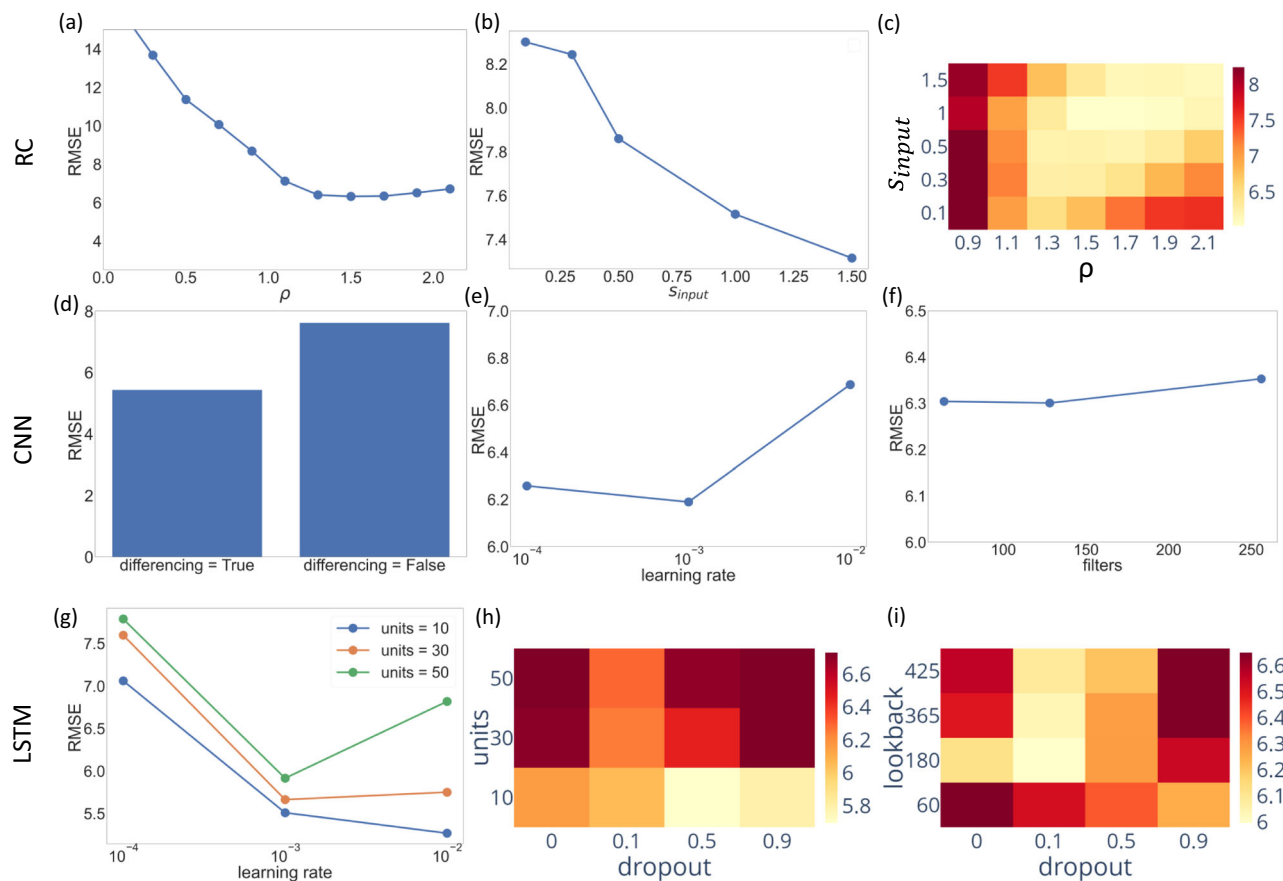 RC
(a)
RMSE
14
12
10
8
6
4
0.0 0.5 1.0 1.5 2.0
ρ
(b)
RMSE
8.2
8.0
7.8
7.6
7.4
0.25 0.50 0.75 1.00 1.25 1.50
s_input
(c)
S_input
1.5
1
0.5
0.3
0.1
0.9 1.1 1.3 1.5 1.7 1.9 2.1
ρ
8
7.5
7
6.5
CNN
(d)
RMSE
8
6
4
2
0
differencing = True differencing = False
(e)
RMSE
7.0
6.8
6.6
6.4
6.2
6.0
10⁻⁴ 10⁻³ 10⁻²
learning rate
(f)
RMSE
6.5
6.4
6.3
6.2
6.1
6.0
100 150 200 250
filters
LSTM
(g)
RMSE
7.5
7.0
6.5
6.0
5.5
units = 10
units = 30
units = 50
10⁻⁴ 10⁻³ 10⁻²
learning rate
(h)
units
50
30
10
0 0.1 0.5 0.9
dropout
6.6
6.4
6.2
6
5.8
(i)
lookback
425
365
180
60
0 0.1 0.5 0.9
dropout
6.6
6.5
6.4
6.3
6.2
6.1
6